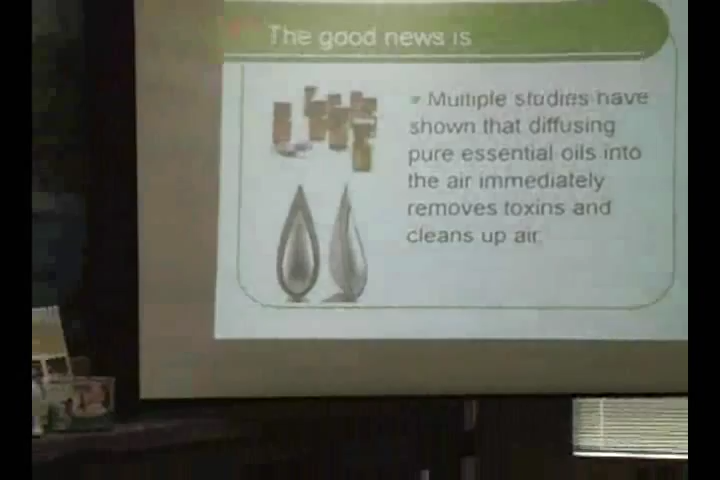 The good news is
Multiple studies have
shown that diffusing
pure essential oils into
the air immediately
removes toxins and
cleans up air